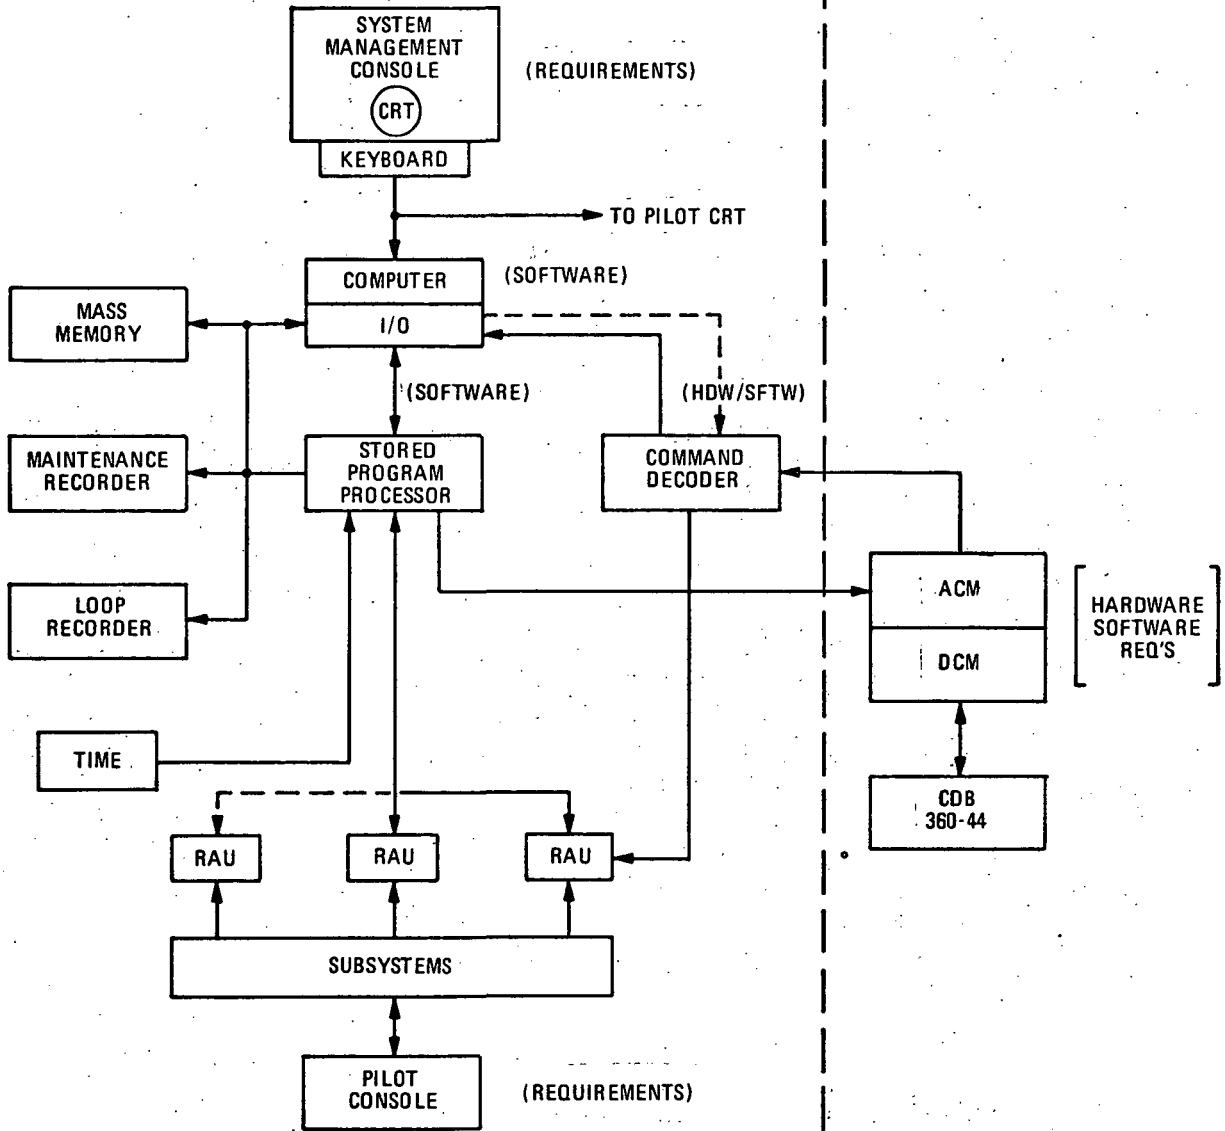 SYSTEM
MANAGEMENT
CONSOLE
CRT
(REQUIREMENTS)
KEYBOARD
TO PILOT CRT
COMPUTER
(SOFTWARE)
I/O
MASS
MEMORY
(SOFTWARE)
(HDW/SFTW)
MAINTENANCE
RECORDER
STORED
PROGRAM
PROCESSOR
COMMAND
DECODER
LOOP
RECORDER
ACM
DCM
HARDWARE
SOFTWARE
REQ'S
TIME
CDB
360-44
RAU
RAU
RAU
SUBSYSTEMS
PILOT
CONSOLE
(REQUIREMENTS)